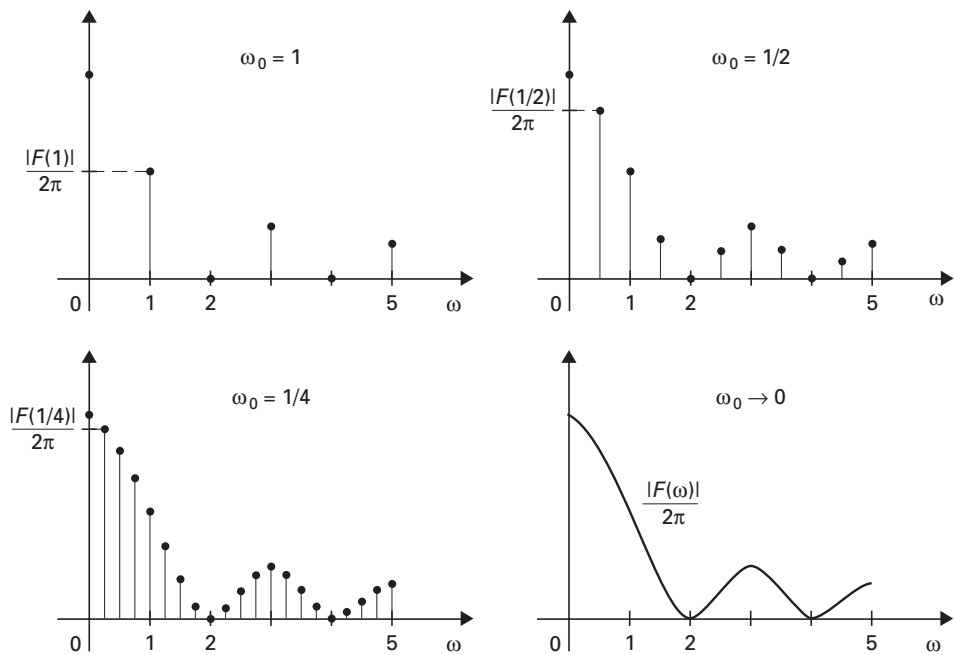 ω₀ = 1
|F(1)|
2π
0 1 2 5 ω
ω₀ = 1/2
|F(1/2)|
2π
0 1 2 5 ω
ω₀ = 1/4
|F(1/4)|
2π
0 1 2 5 ω
ω₀ → 0
|F(ω)|
2π
0 1 2 5 ω